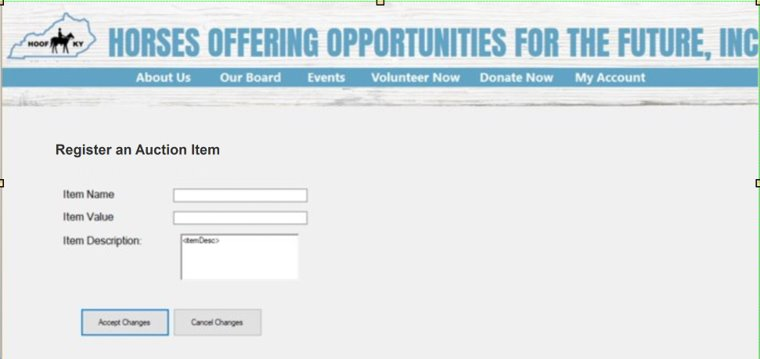 HOOF KY
HORSES OFFERING OPPORTUNITIES FOR THE FUTURE, INC
About Us Our Board Events Volunteer Now Donate Now My Account
Register an Auction Item
Item Name
Item Value
Item Description:
<itemDesc>
Accept Changes Cancel Changes